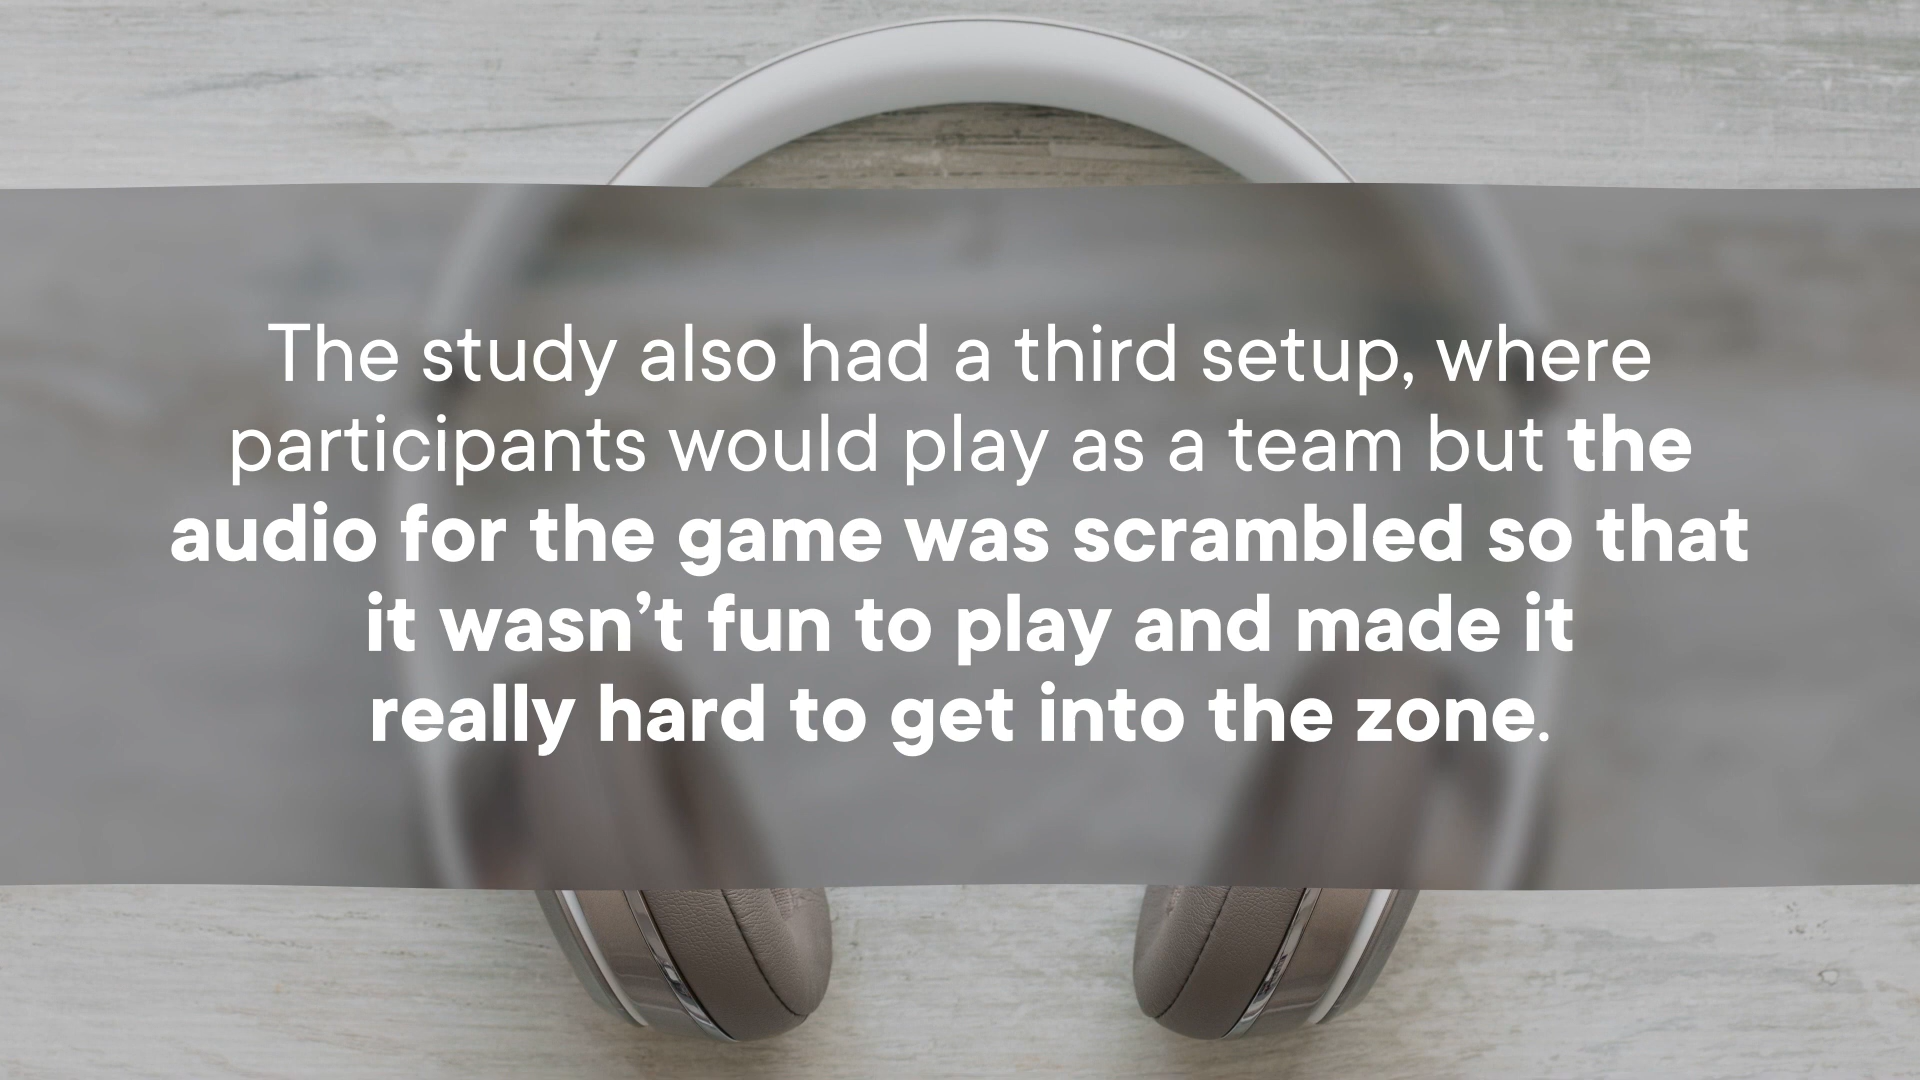 The study also had a third setup, where
participants would play as a team but the
audio for the game was scrambled so that
it wasn’t fun to play and made it
really hard to get into the zone.